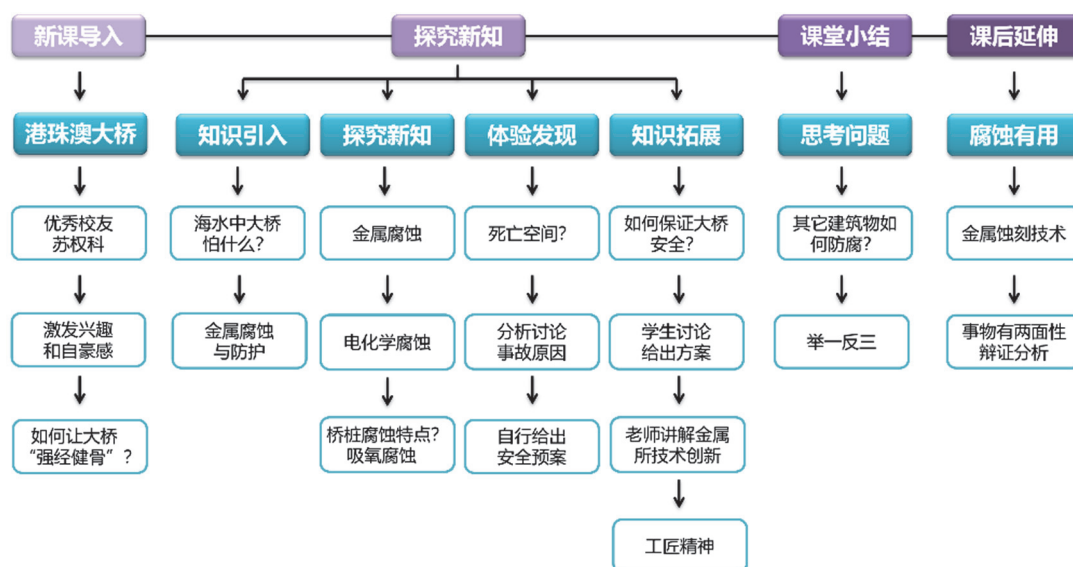 新课导入
探究新知
课堂小结
课后延伸
港珠澳大桥
知识引入
探究新知
体验发现
知识拓展
思考问题
腐蚀有用
优秀校友
苏权科
海水中大桥
怕什么?
金属腐蚀
死亡空间?
如何保证大桥
安全?
其它建筑物如
何防腐?
金属蚀刻技术
激发兴趣
和自豪感
金属腐蚀
与防护
电化学腐蚀
分析讨论
事故原因
学生讨论
给出方案
举一反三
事物有两面性
辩证分析
如何让大桥
“强经健骨”?
桥桩腐蚀特点?
吸氧腐蚀
自行给出
安全预案
老师讲解金属
所技术创新
工匠精神